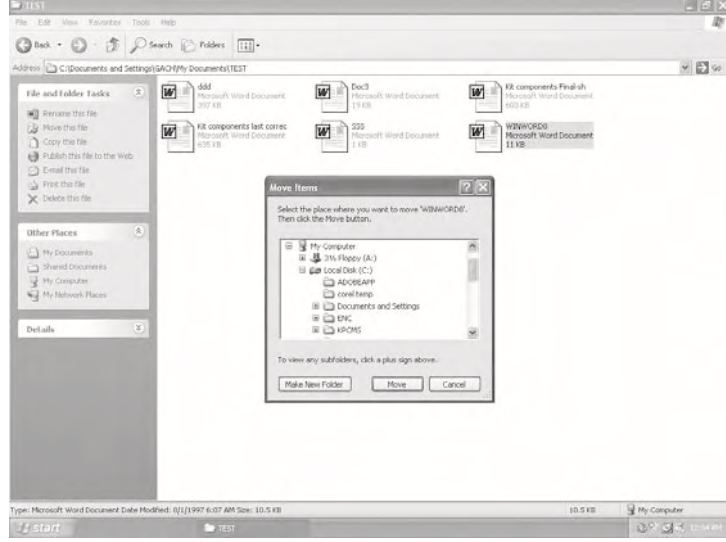 TEST
File Edit View Favorites Tools Help
Back Search Folders
Address C:\Documents and Settings\GACH\My Documents\TEST Go
File and Folder Tasks
Rename this file
Move this file
Copy this file
Publish this file to the Web
E-mail this file
Print this file
Delete this file
Other Places
My Documents
Shared Documents
My Computer
My Network Places
Details
ddd
Microsoft Word Document
397 KB
Doc3
Microsoft Word Document
19 KB
Kit components Final-sh
Microsoft Word Document
603 KB
Kit components last correc
Microsoft Word Document
635 KB
SSS
Microsoft Word Document
1 KB
WINWORD8
Microsoft Word Document
11 KB
Move Items
Select the place where you want to move 'WINWORD8'.
Then click the Move button.
My Computer
3½ Floppy (A:)
Local Disk (C:)
ADOBEAPP
corel temp
Documents and Settings
ENC
KPCMS
To view any subfolders, click a plus sign above.
Make New Folder Move Cancel
Type: Microsoft Word Document Date Modified: 6:07 AM Size: 10.5 KB 10.5 KB My Computer
start TEST